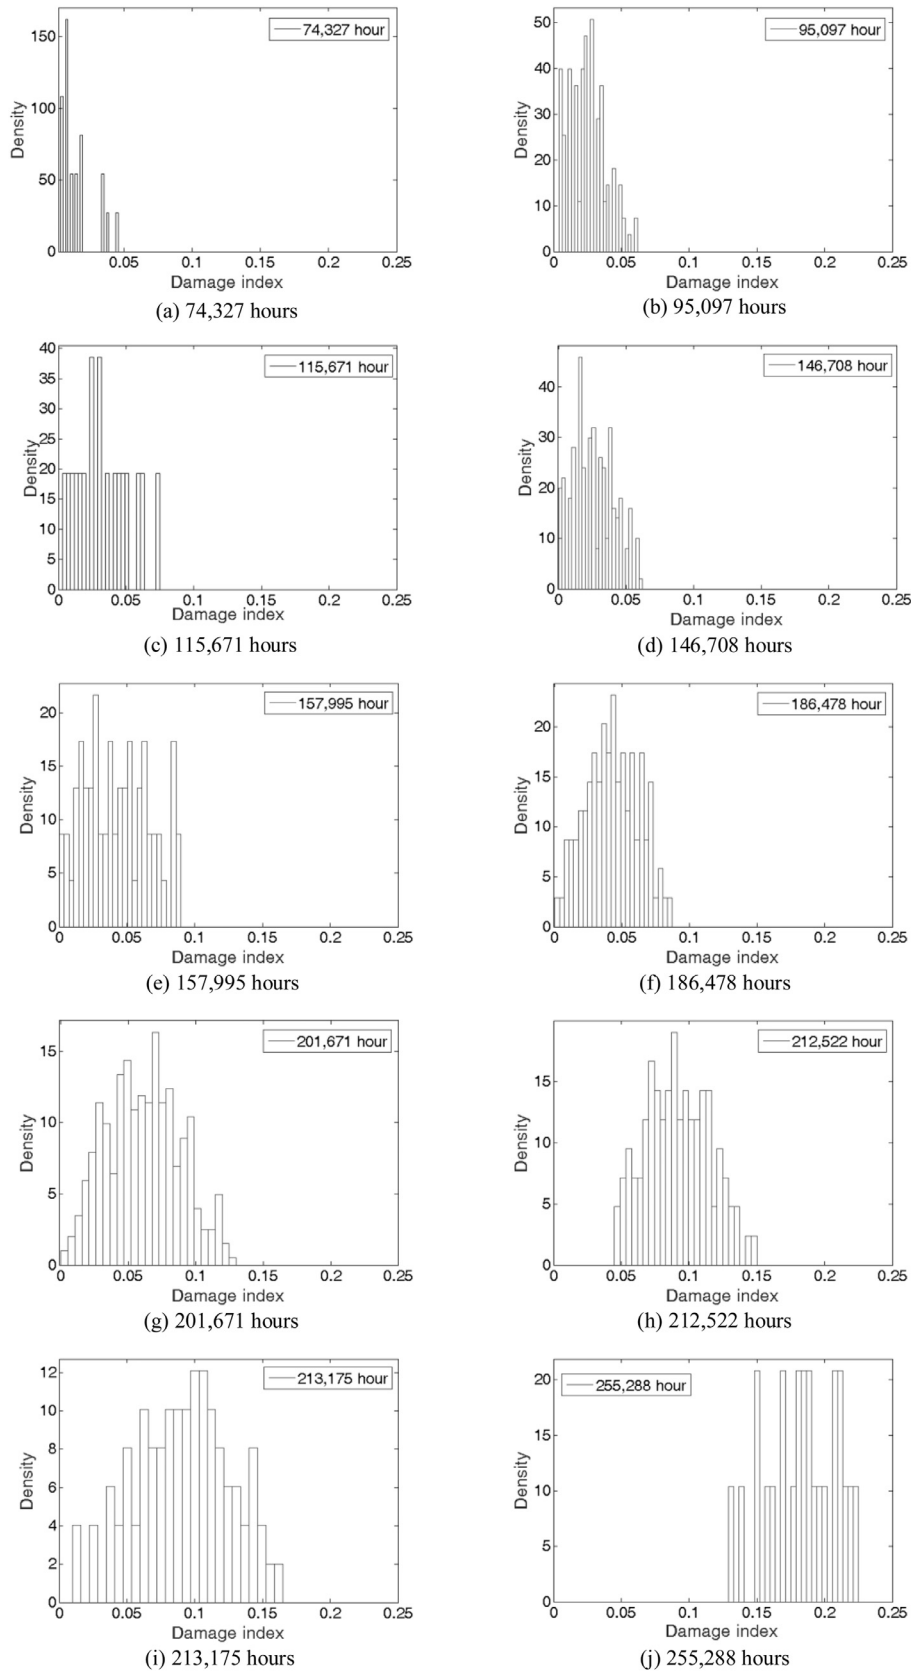 74,327 hour
150
100
50
0
Density
0.05 0.1 0.15 0.2 0.25
Damage index
(a) 74,327 hours
95,097 hour
50
40
30
20
10
0
Density
0 0.05 0.1 0.15 0.2 0.25
Damage index
(b) 95,097 hours
115,671 hour
40
35
30
25
20
15
10
5
0
Density
0 0.05 0.1 0.15 0.2 0.25
Damage index
(c) 115,671 hours
146,708 hour
40
30
20
10
0
Density
0 0.05 0.1 0.15 0.2 0.25
Damage index
(d) 146,708 hours
157,995 hour
20
15
10
5
0
Density
0 0.05 0.1 0.15 0.2 0.25
Damage index
(e) 157,995 hours
186,478 hour
20
15
10
5
0
Density
0 0.05 0.1 0.15 0.2 0.25
Damage index
(f) 186,478 hours
201,671 hour
15
10
5
0
Density
0 0.05 0.1 0.15 0.2 0.25
Damage index
(g) 201,671 hours
212,522 hour
15
10
5
0
Density
0 0.05 0.1 0.15 0.2 0.25
Damage index
(h) 212,522 hours
213,175 hour
12
10
8
6
4
2
0
Density
0 0.05 0.1 0.15 0.2 0.25
Damage index
(i) 213,175 hours
255,288 hour
20
15
10
5
0
Density
0 0.05 0.1 0.15 0.2 0.25
Damage index
(j) 255,288 hours